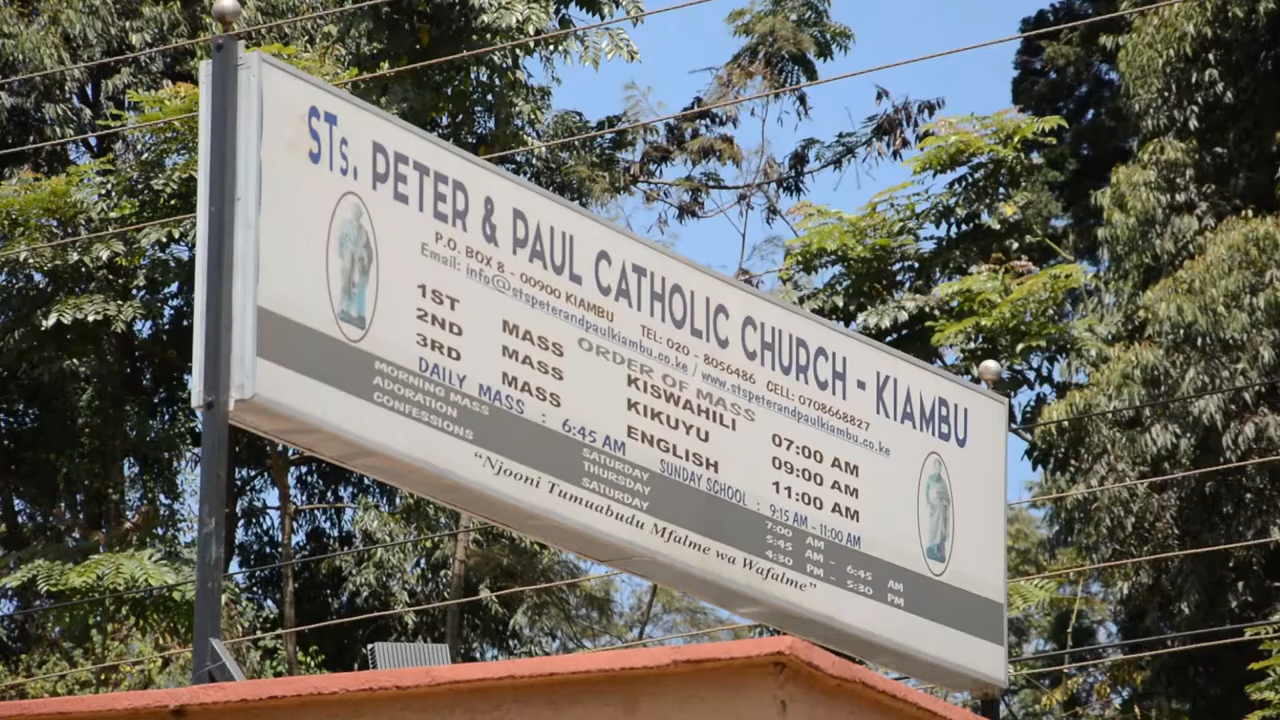 STs. PETER & PAUL CATHOLIC CHURCH - KIAMBU
P.O. BOX 8 - 00900 KIAMBU TEL: 020 - 8056486 CELL: 0708668827
Email: info@stspeterandpaulkiambu.co.ke / www.stspeterandpaulkiambu.co.ke
ORDER OF MASS
1ST MASS KISWAHILI 07:00 AM
2ND MASS KIKUYU 09:00 AM
3RD MASS ENGLISH 11:00 AM
DAILY MASS : 6:45 AM SUNDAY SCHOOL : 9:15 AM - 11:00 AM
MORNING MASS SATURDAY 7:00 AM
ADORATION THURSDAY 5:45 AM - 6:45 AM
CONFESSIONS SATURDAY 4:30 PM - 5:30 PM
"Njooni Tumuabudu Mfalme wa Wafalme"